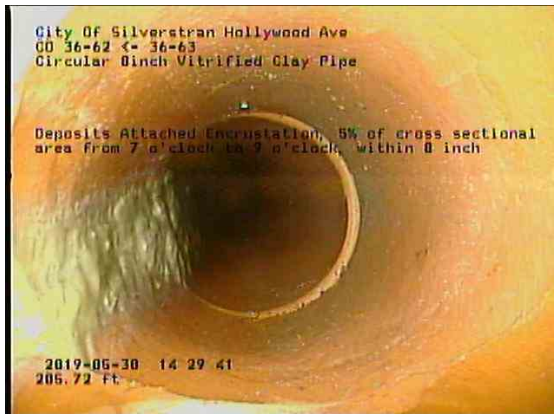 City Of Silverstran Hollywood Ave
CO 36-62 <- 36-63
Circular 8inch Vitrified Clay Pipe
Deposits Attached Encrustation, 5% of cross sectional
area from 7 o'clock to 9 o'clock, within 8 inch
2019-05-30 14 29 41
205.72 ft